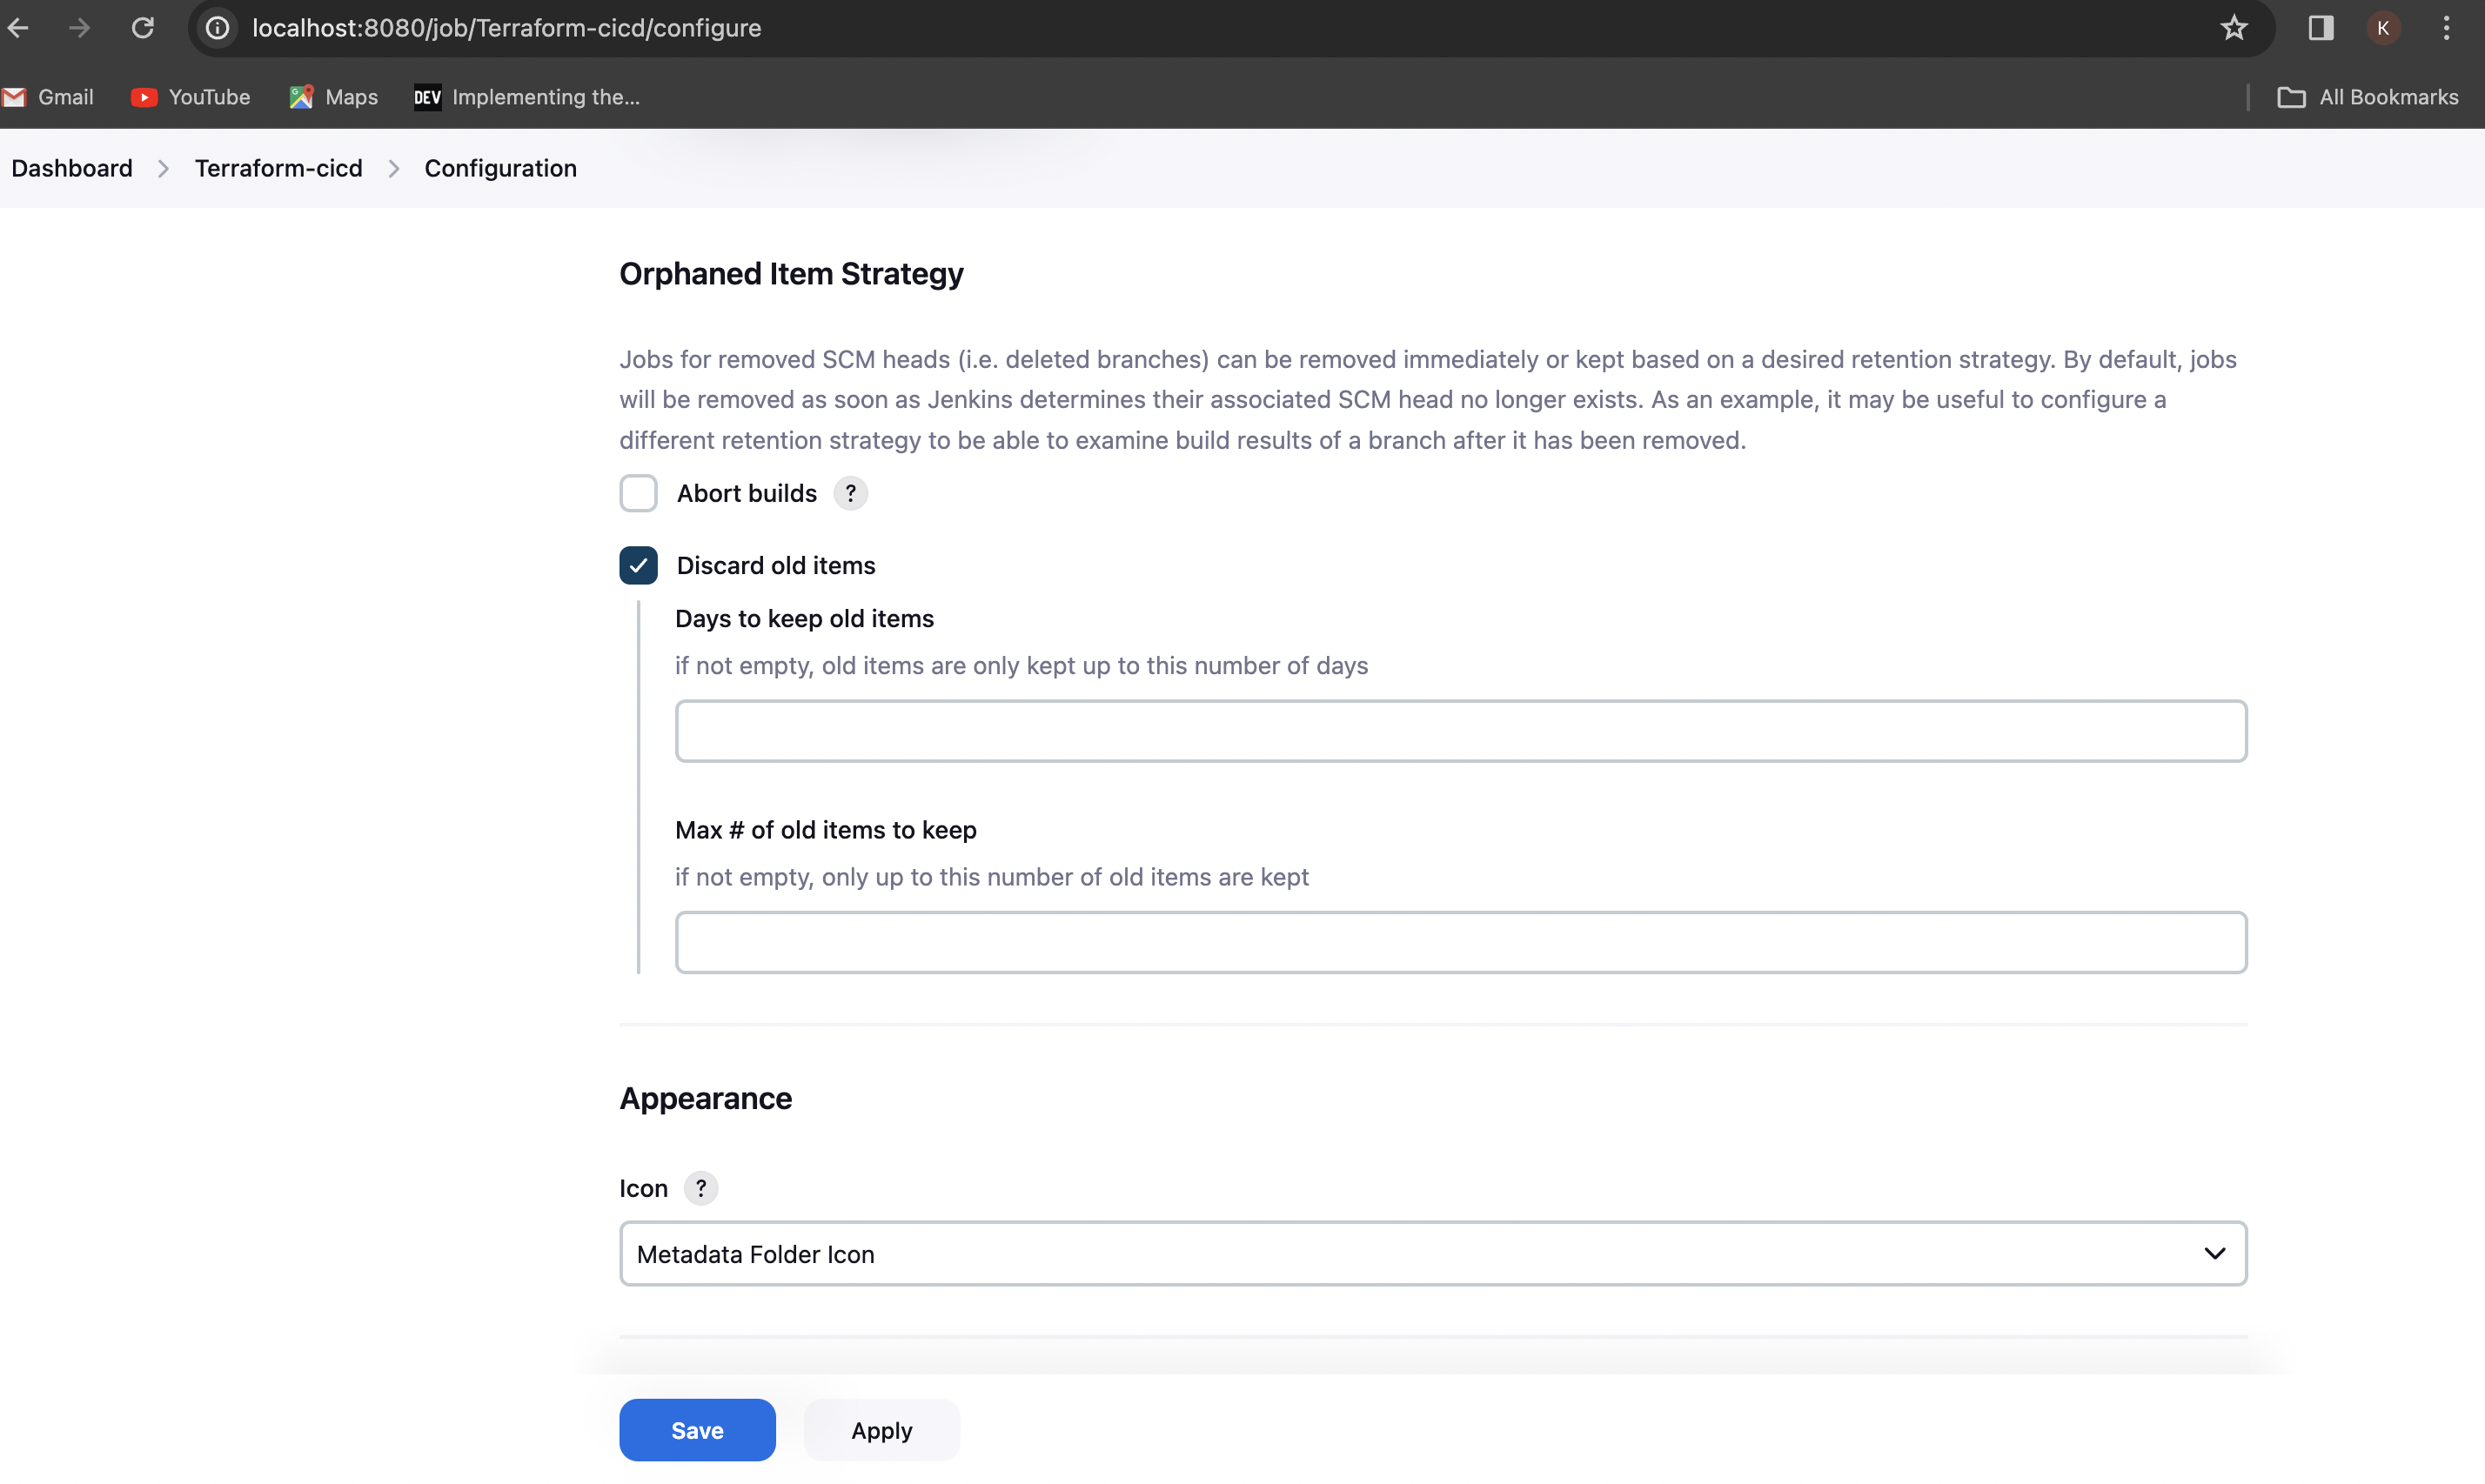 localhost:8080/job/Terraform-cicd/configure
K
Gmail
YouTube
Maps
DEV
Implementing the...
All Bookmarks
Dashboard
Terraform-cicd
Configuration
Orphaned Item Strategy
Jobs for removed SCM heads (i.e. deleted branches) can be removed immediately or kept based on a desired retention strategy. By default, jobs
will be removed as soon as Jenkins determines their associated SCM head no longer exists. As an example, it may be useful to configure a
different retention strategy to be able to examine build results of a branch after it has been removed.
Abort builds ?
Discard old items
Days to keep old items
if not empty, old items are only kept up to this number of days
Max # of old items to keep
if not empty, only up to this number of old items are kept
Appearance
Icon ?
Metadata Folder Icon
Save
Apply